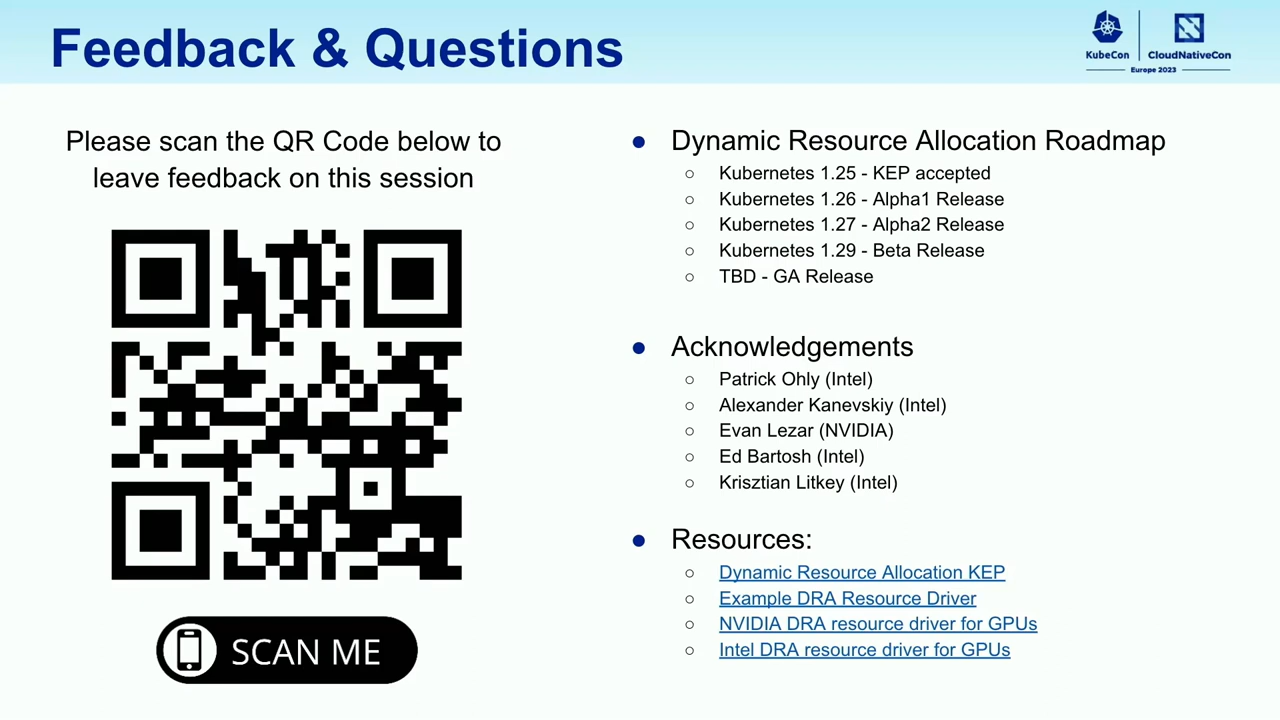 Feedback & Questions
KubeCon
CloudNativeCon
Europe 2023
Please scan the QR Code below to
leave feedback on this session
SCAN ME
● Dynamic Resource Allocation Roadmap
○ Kubernetes 1.25 - KEP accepted
○ Kubernetes 1.26 - Alpha1 Release
○ Kubernetes 1.27 - Alpha2 Release
○ Kubernetes 1.29 - Beta Release
○ TBD - GA Release
● Acknowledgements
○ Patrick Ohly (Intel)
○ Alexander Kanevskiy (Intel)
○ Evan Lezar (NVIDIA)
○ Ed Bartosh (Intel)
○ Krisztian Litkey (Intel)
● Resources:
○ Dynamic Resource Allocation KEP
○ Example DRA Resource Driver
○ NVIDIA DRA resource driver for GPUs
○ Intel DRA resource driver for GPUs